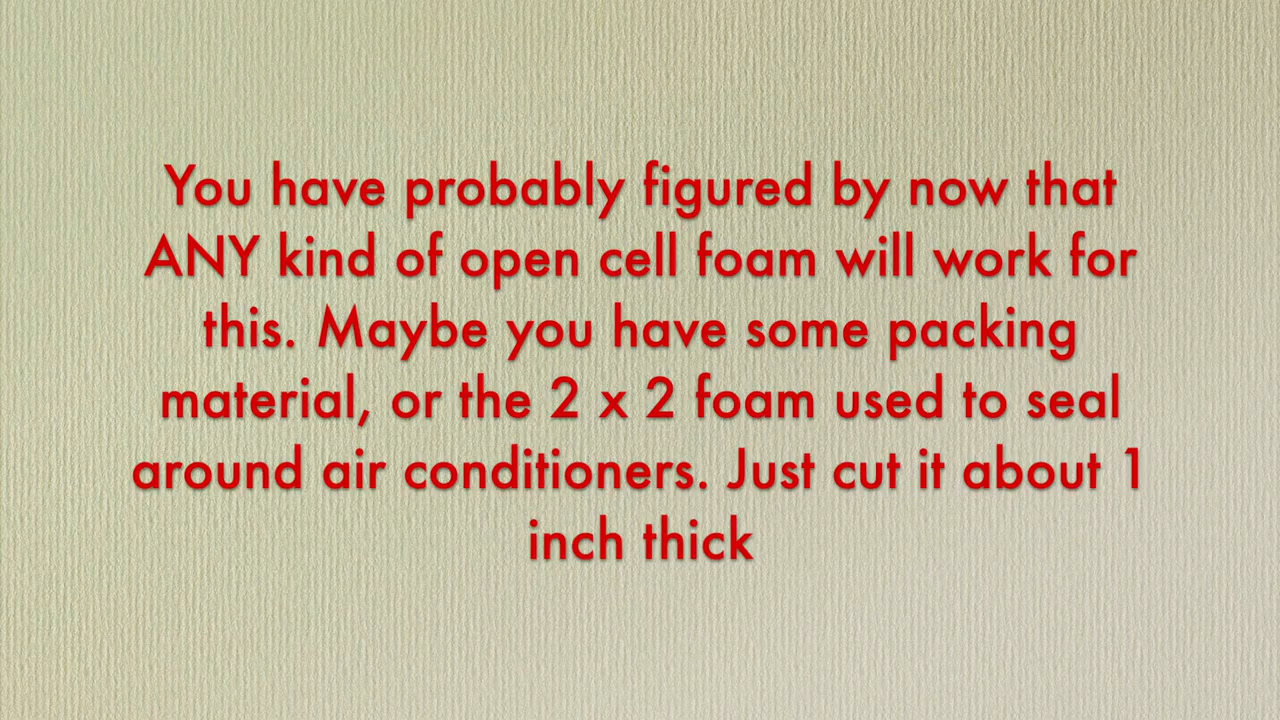 You have probably figured by now that
ANY kind of open cell foam will work for
this. Maybe you have some packing
material, or the 2 x 2 foam used to seal
around air conditioners. Just cut it about 1
inch thick